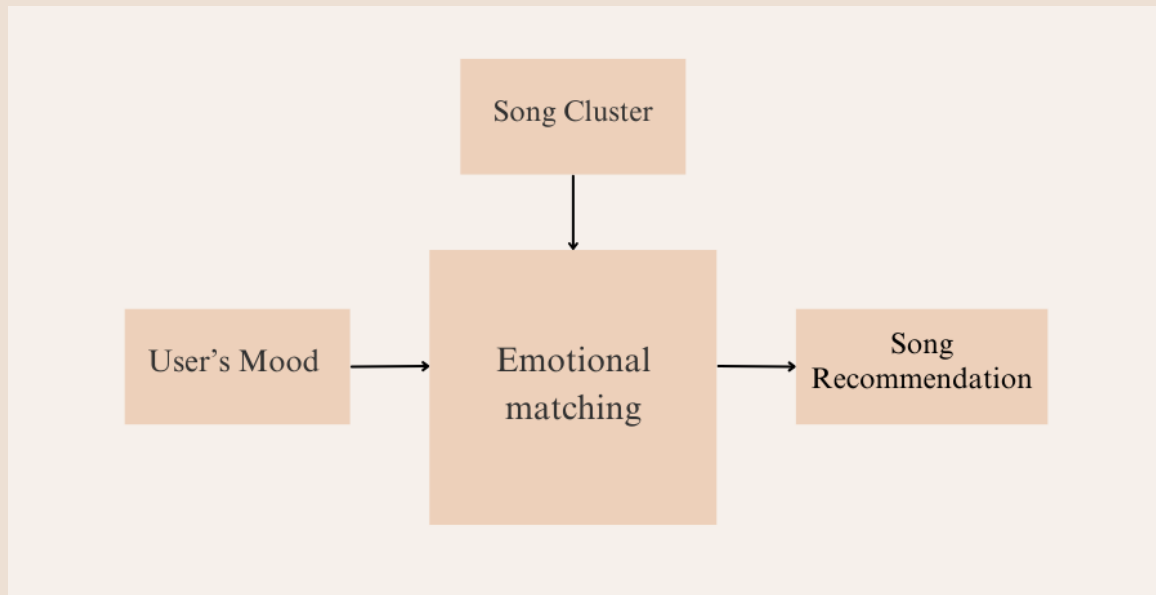 Song Cluster
User’s Mood
Emotional
matching
Song
Recommendation